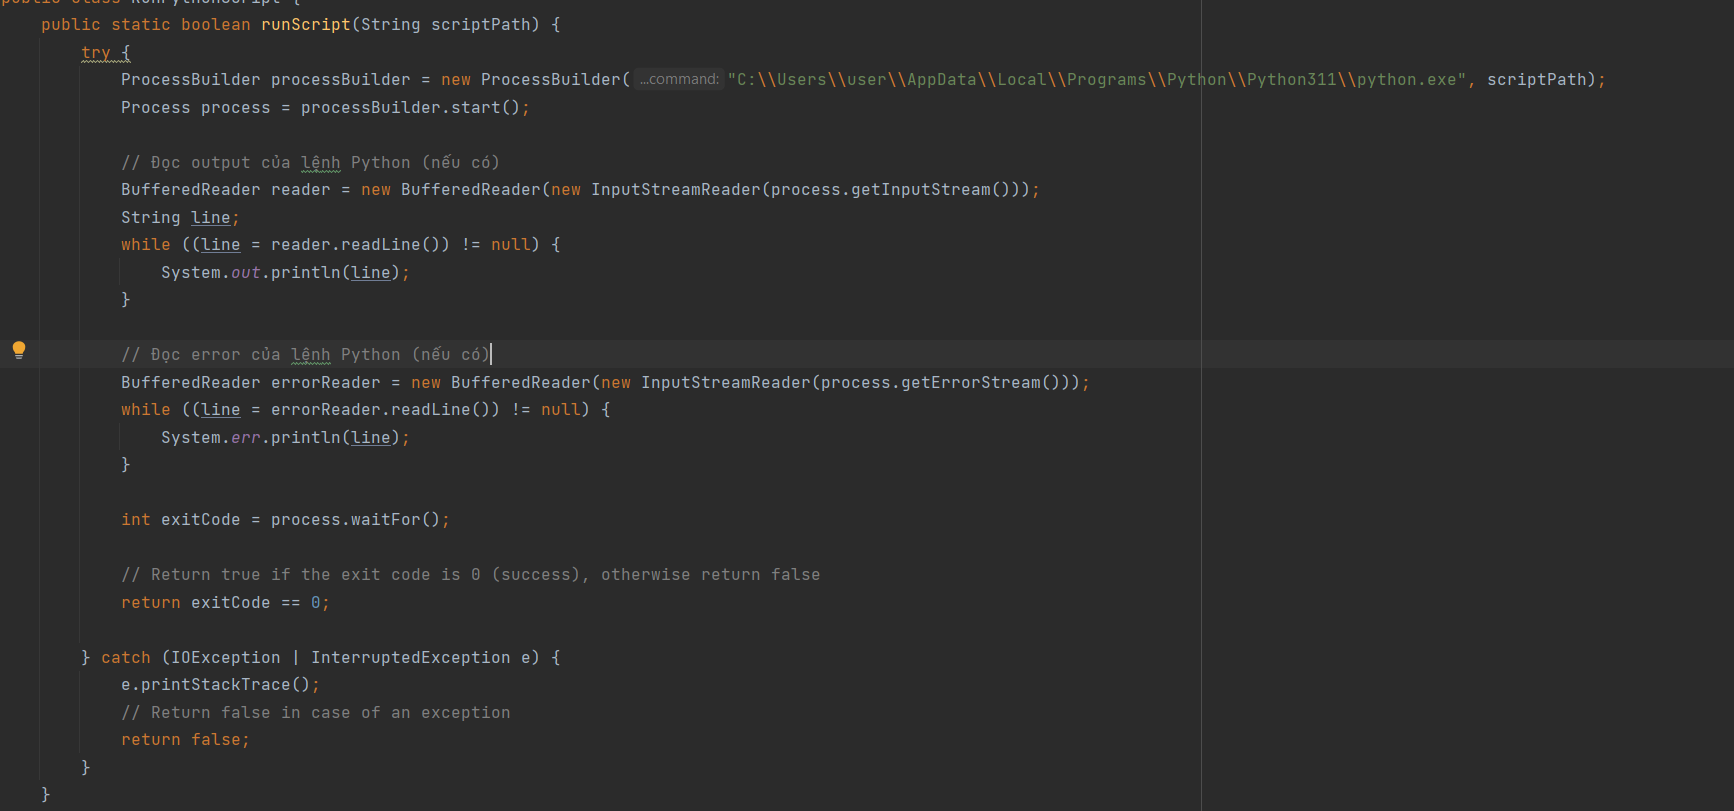 public class RunPythonScript {
public static boolean runScript(String scriptPath) {
try {
ProcessBuilder processBuilder = new ProcessBuilder( ...command: "C:\\Users\\user\\AppData\\Local\\Programs\\Python\\Python311\\python.exe", scriptPath);
Process process = processBuilder.start();
// Đọc output của lệnh Python (nếu có)
BufferedReader reader = new BufferedReader(new InputStreamReader(process.getInputStream()));
String line;
while ((line = reader.readLine()) != null) {
System.out.println(line);
}
// Đọc error của lệnh Python (nếu có)
BufferedReader errorReader = new BufferedReader(new InputStreamReader(process.getErrorStream()));
while ((line = errorReader.readLine()) != null) {
System.err.println(line);
}
int exitCode = process.waitFor();
// Return true if the exit code is 0 (success), otherwise return false
return exitCode == 0;
} catch (IOException | InterruptedException e) {
e.printStackTrace();
// Return false in case of an exception
return false;
}
}